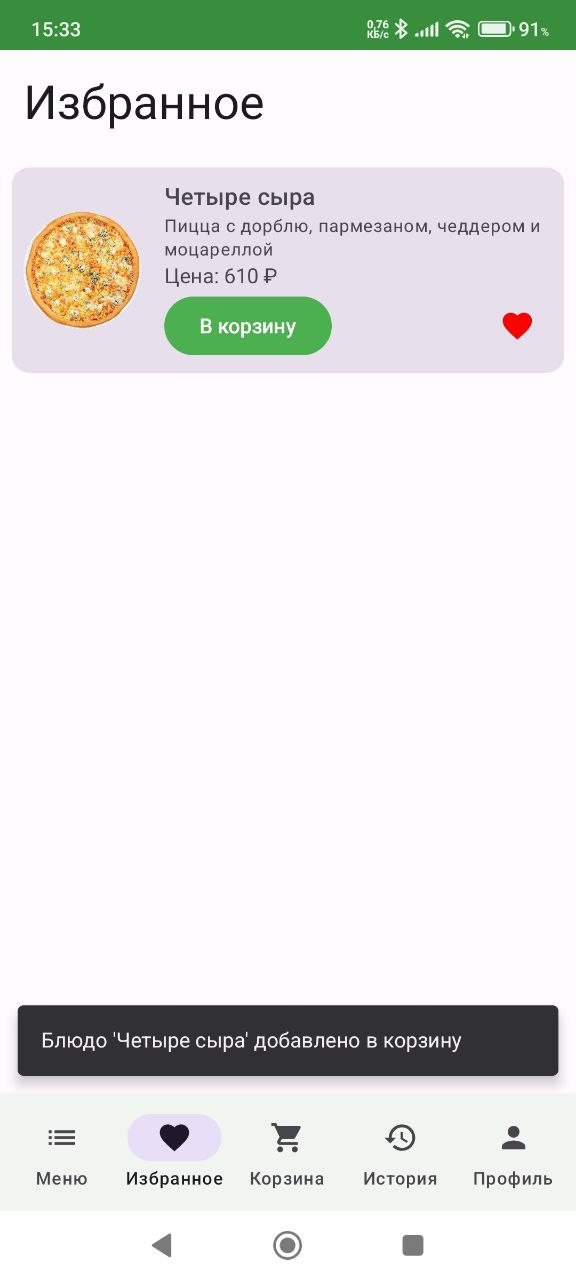 15:33
0,76
КБ/с
91%
Избранное
Четыре сыра
Пицца с дорблю, пармезаном, чеддером и
моцареллой
Цена: 610 ₽
В корзину
Блюдо 'Четыре сыра' добавлено в корзину
Меню
Избранное
Корзина
История
Профиль